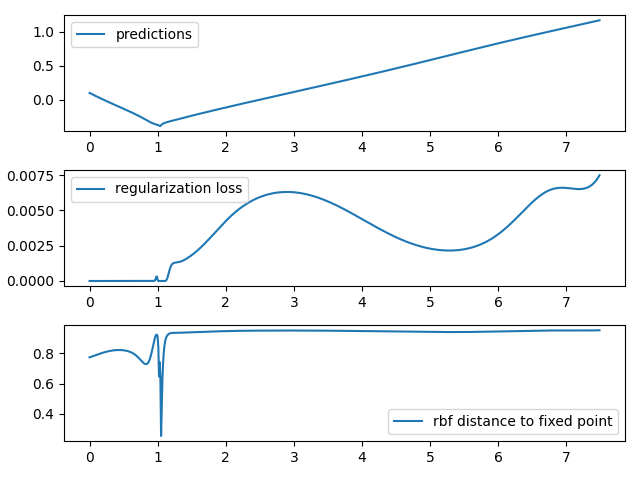 predictions
1.0
0.5
0.0
0 1 2 3 4 5 6 7
regularization loss
0.0075
0.0050
0.0025
0.0000
0 1 2 3 4 5 6 7
0.8
0.6
0.4
rbf distance to fixed point
0 1 2 3 4 5 6 7